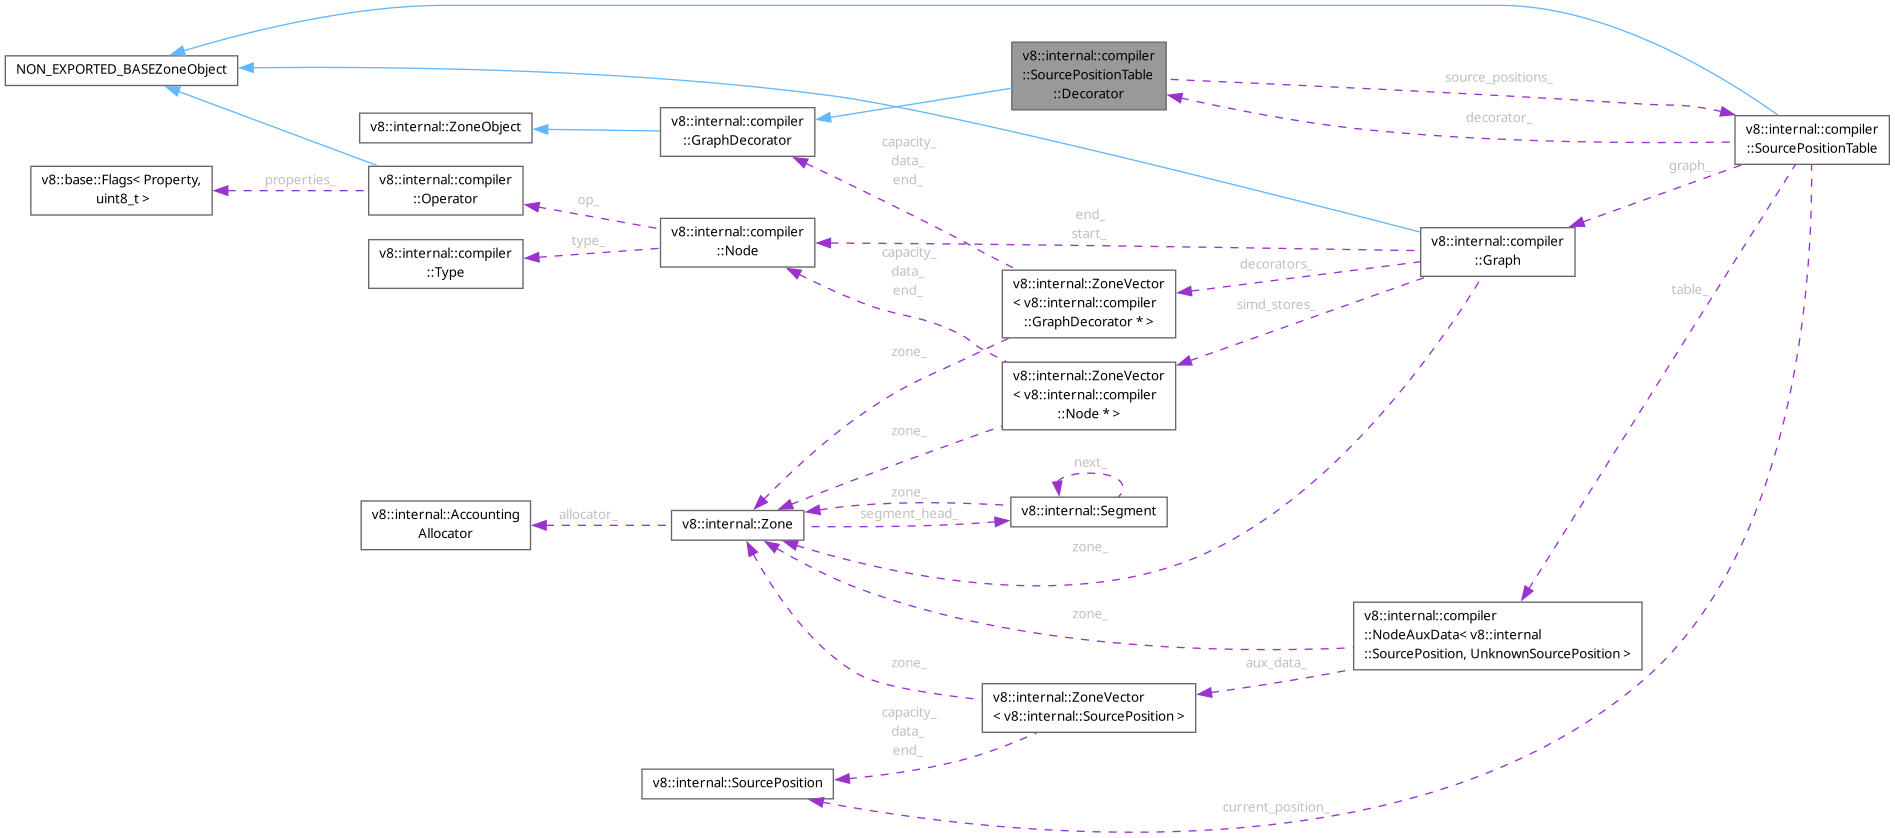 NON_EXPORTED_BASEZoneObject
v8::internal::compiler
::SourcePositionTable
::Decorator
source_positions_
decorator_
v8::internal::compiler
::SourcePositionTable
v8::internal::ZoneObject
v8::internal::compiler
::GraphDecorator
capacity_
data_
end_
graph_
v8::base::Flags< Property,
uint8_t >
properties_
v8::internal::compiler
::Operator
op_
v8::internal::compiler
::Node
end_
start_
v8::internal::compiler
::Graph
type_
v8::internal::compiler
::Type
capacity_
data_
end_
v8::internal::ZoneVector
< v8::internal::compiler
::GraphDecorator * >
decorators_
simd_stores_
table_
zone_
v8::internal::ZoneVector
< v8::internal::compiler
::Node * >
zone_
next_
v8::internal::Accounting
Allocator
allocator_
v8::internal::Zone
zone_
segment_head_
v8::internal::Segment
zone_
zone_
v8::internal::compiler
::NodeAuxData< v8::internal
::SourcePosition, UnknownSourcePosition >
zone_
aux_data_
v8::internal::ZoneVector
< v8::internal::SourcePosition >
capacity_
data_
end_
v8::internal::SourcePosition
current_position_